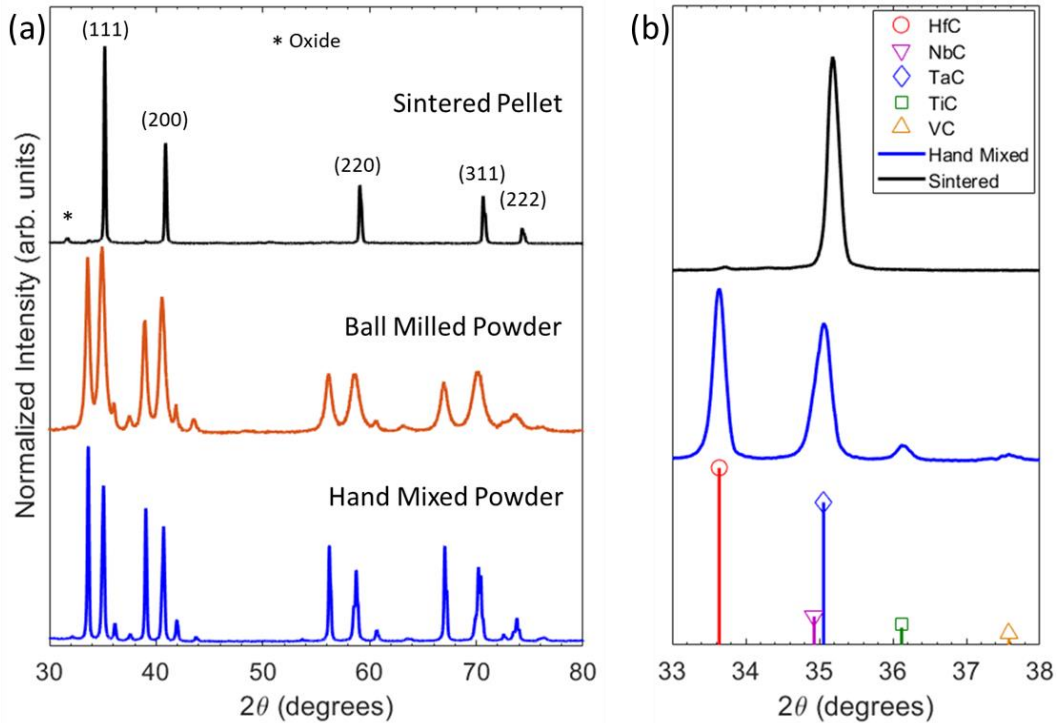 (a)
(111)
* Oxide
Sintered Pellet
(200)
(220)
(311)
(222)
*
Ball Milled Powder
Hand Mixed Powder
Normalized Intensity (arb. units)
30 40 50 60 70 80
2θ (degrees)
(b)
HfC
NbC
TaC
TiC
VC
Hand Mixed
Sintered
33 34 35 36 37 38
2θ (degrees)